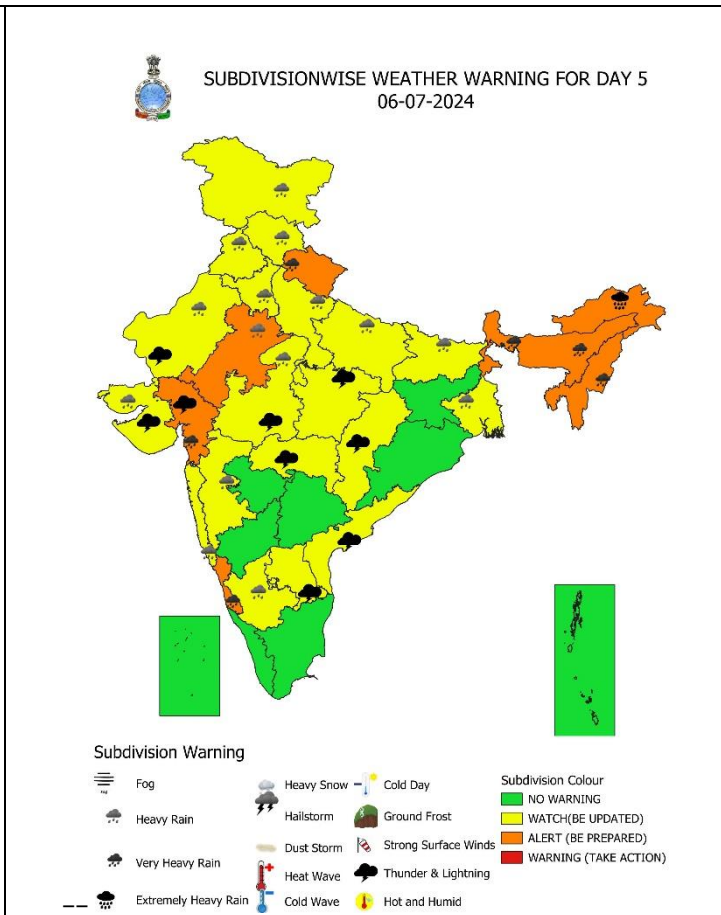 SUBDIVISIONWISE WEATHER WARNING FOR DAY 5
06-07-2024
Subdivision Warning
Fog
Heavy Rain
Very Heavy Rain
Extremely Heavy Rain
Heavy Snow
Hailstorm
Dust Storm
Heat Wave
Cold Wave
Cold Day
Ground Frost
Strong Surface Winds
Thunder & Lightning
Hot and Humid
Subdivision Colour
NO WARNING
WATCH(BE UPDATED)
ALERT (BE PREPARED)
WARNING (TAKE ACTION)